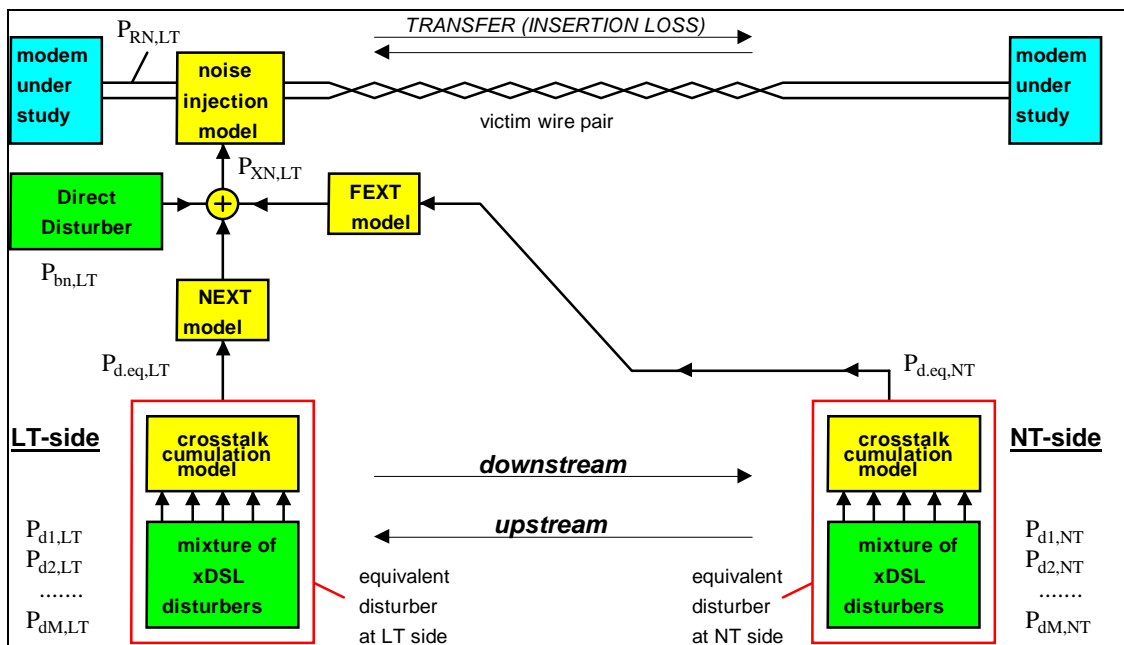 P_RN,LT
TRANSFER (INSERTION LOSS)
modem
under
study
noise
injection
model
modem
under
study
victim wire pair
P_XN,LT
Direct
Disturber
+
FEXT
model
P_bn,LT
NEXT
model
P_d.eq,LT
P_d.eq,NT
LT-side
crosstalk
cumulation
model
downstream
crosstalk
cumulation
model
NT-side
upstream
P_d1,LT
P_d2,LT
.......
P_dM,LT
mixture of
xDSL
disturbers
equivalent
disturber
at LT side
equivalent
disturber
at NT side
mixture of
xDSL
disturbers
P_d1,NT
P_d2,NT
.......
P_dM,NT